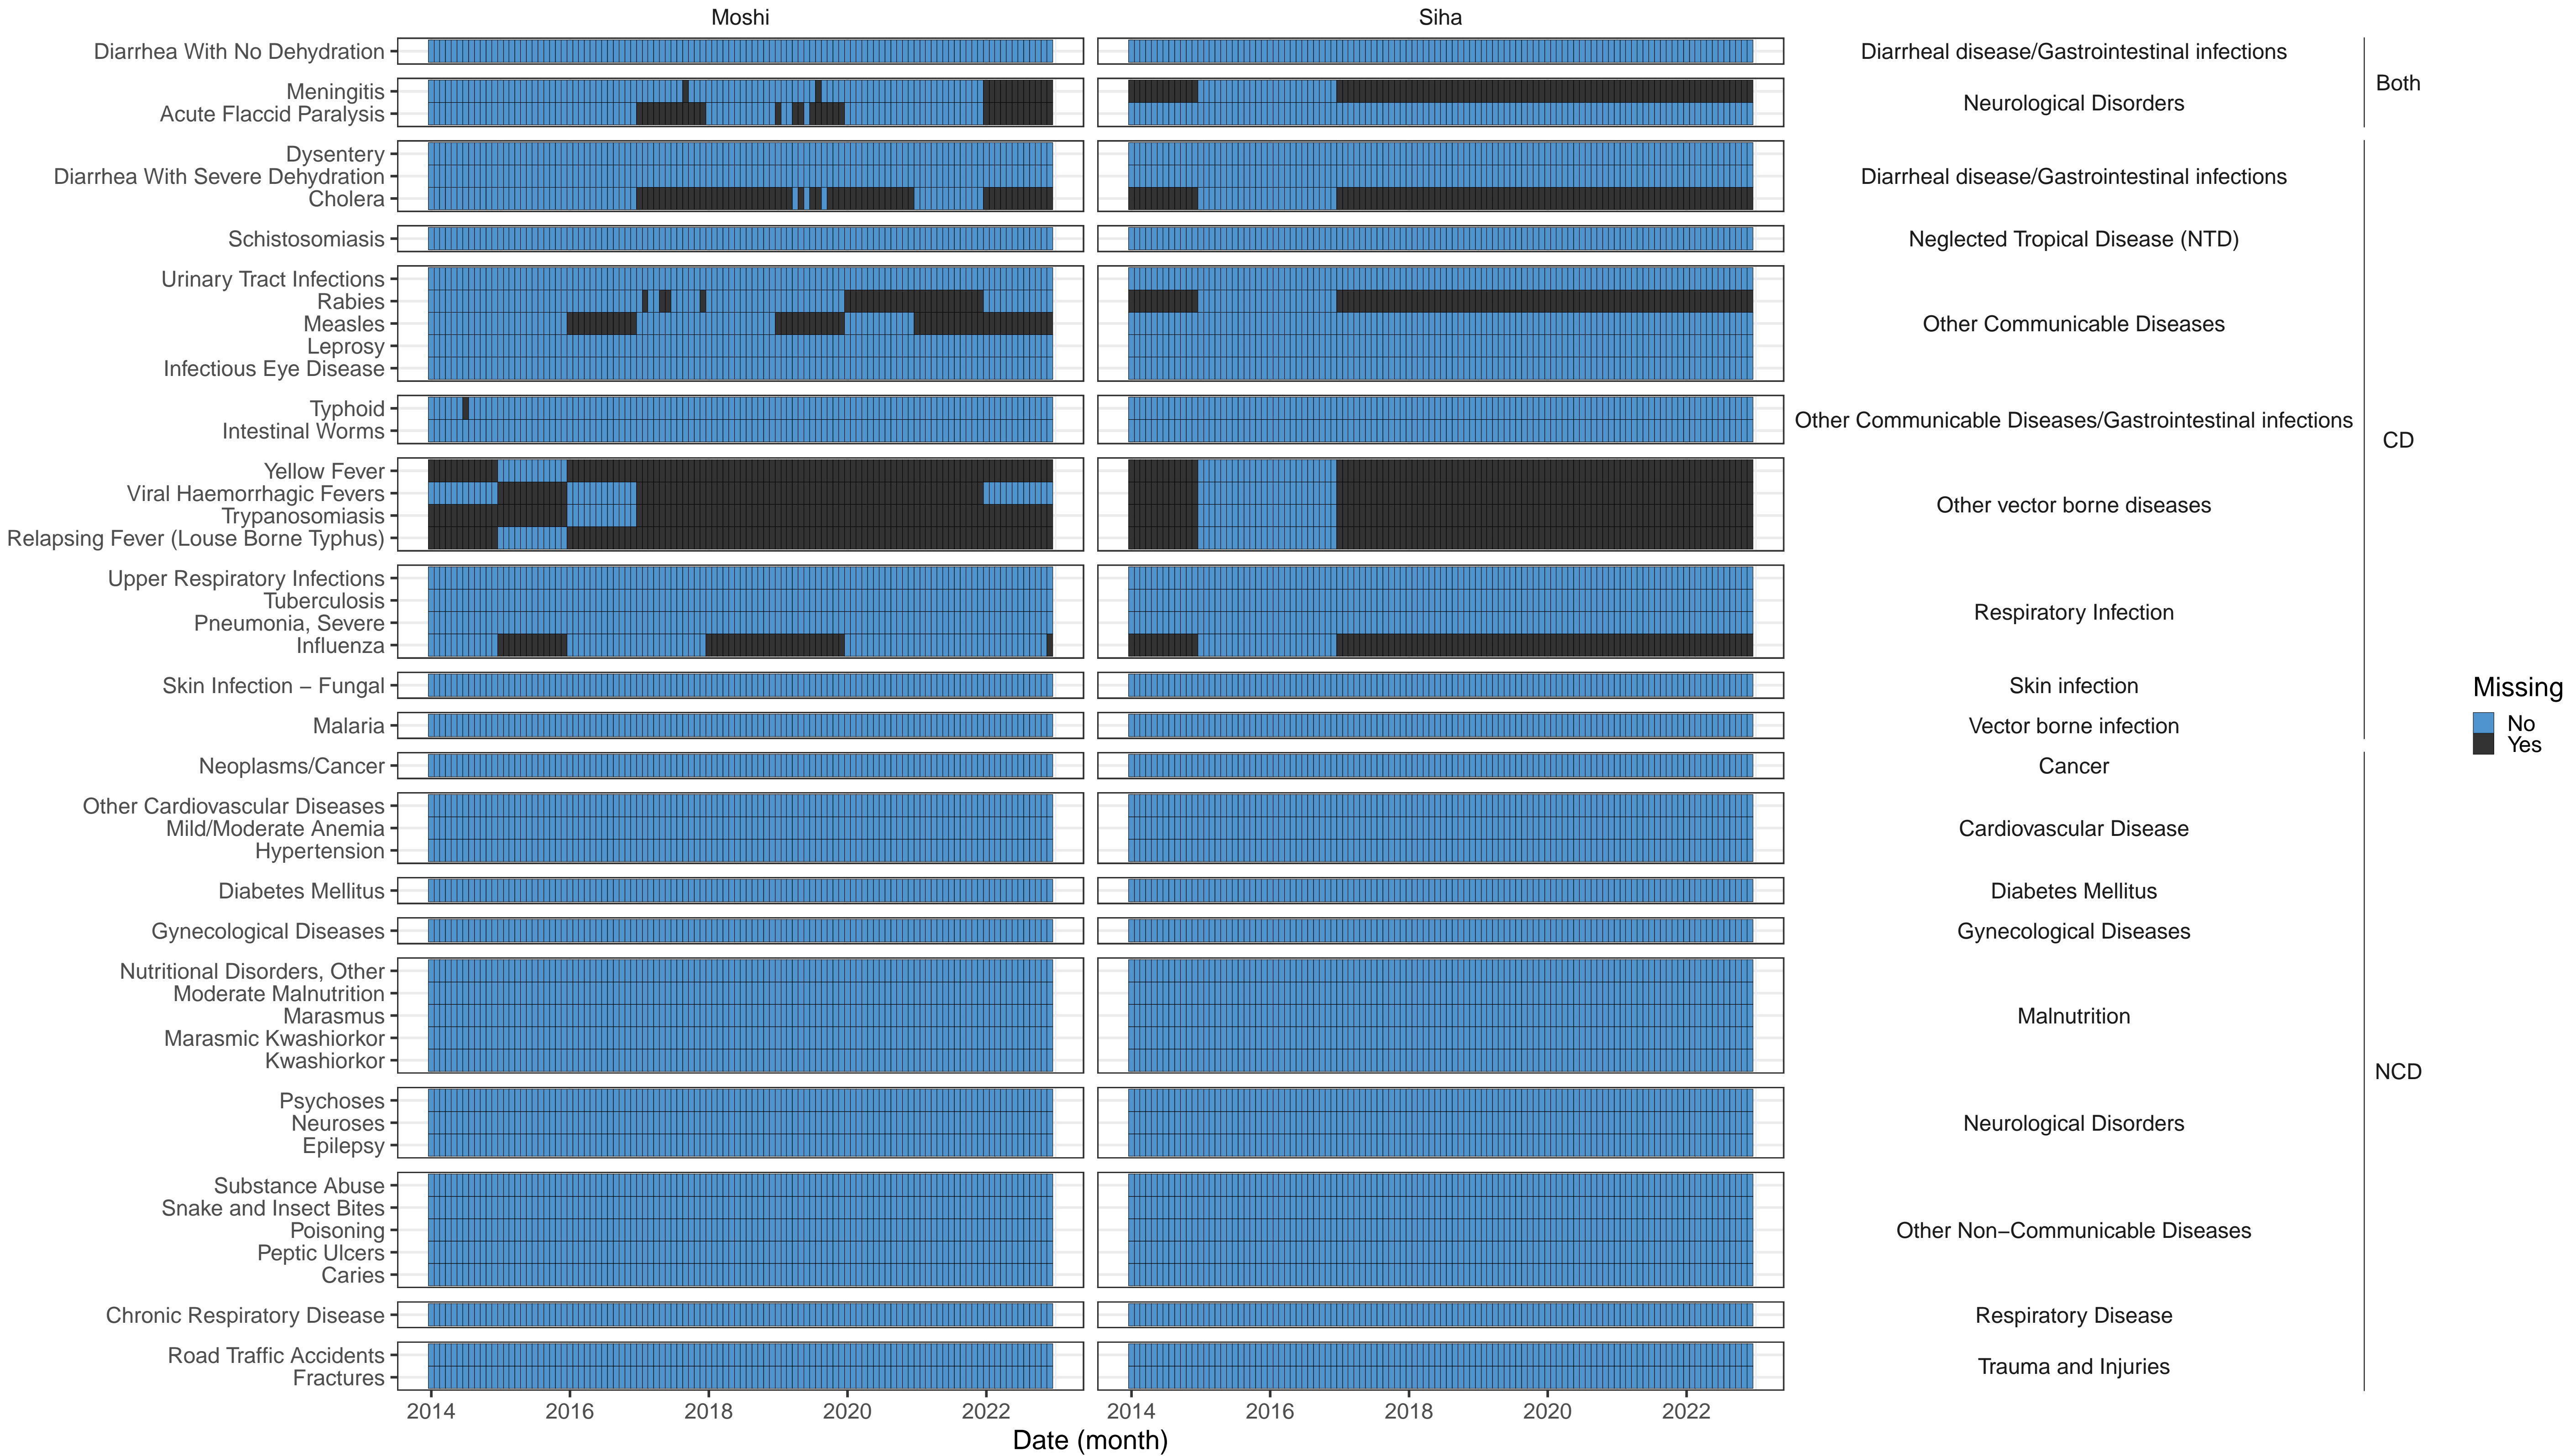 Moshi
Siha
Diarrhea With No Dehydration
Diarrheal disease/Gastrointestinal infections
Both
Meningitis
Acute Flaccid Paralysis
Neurological Disorders
Dysentery
Diarrhea With Severe Dehydration
Cholera
Diarrheal disease/Gastrointestinal infections
Schistosomiasis
Neglected Tropical Disease (NTD)
Urinary Tract Infections
Rabies
Measles
Leprosy
Infectious Eye Disease
Other Communicable Diseases
Typhoid
Intestinal Worms
Other Communicable Diseases/Gastrointestinal infections
CD
Yellow Fever
Viral Haemorrhagic Fevers
Trypanosomiasis
Relapsing Fever (Louse Borne Typhus)
Other vector borne diseases
Upper Respiratory Infections
Tuberculosis
Pneumonia, Severe
Influenza
Respiratory Infection
Skin Infection − Fungal
Skin infection
Malaria
Vector borne infection
Neoplasms/Cancer
Cancer
Other Cardiovascular Diseases
Mild/Moderate Anemia
Hypertension
Cardiovascular Disease
Diabetes Mellitus
Diabetes Mellitus
Gynecological Diseases
Gynecological Diseases
Nutritional Disorders, Other
Moderate Malnutrition
Marasmus
Marasmic Kwashiorkor
Kwashiorkor
Malnutrition
NCD
Psychoses
Neuroses
Epilepsy
Neurological Disorders
Substance Abuse
Snake and Insect Bites
Poisoning
Peptic Ulcers
Caries
Other Non−Communicable Diseases
Chronic Respiratory Disease
Respiratory Disease
Road Traffic Accidents
Fractures
Trauma and Injuries
2014 2016 2018 2020 2022
2014 2016 2018 2020 2022
Date (month)
Missing
No
Yes